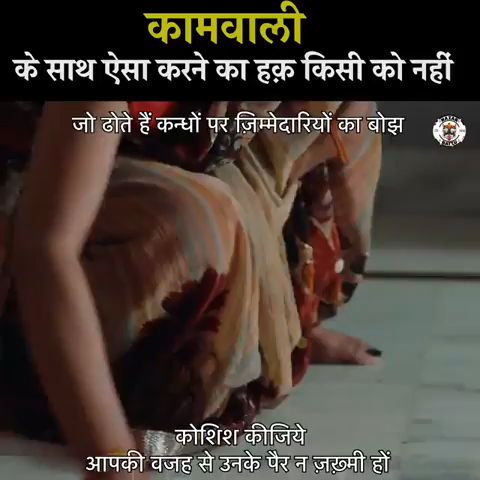 कामवाली
के साथ ऐसा करने का हक़ किसी को नहीं
जो ढोते हैं कन्धों पर ज़िम्मेदारियों का बोझ
कोशिश कीजिये
आपकी वजह से उनके पैर न ज़ख़्मी हों